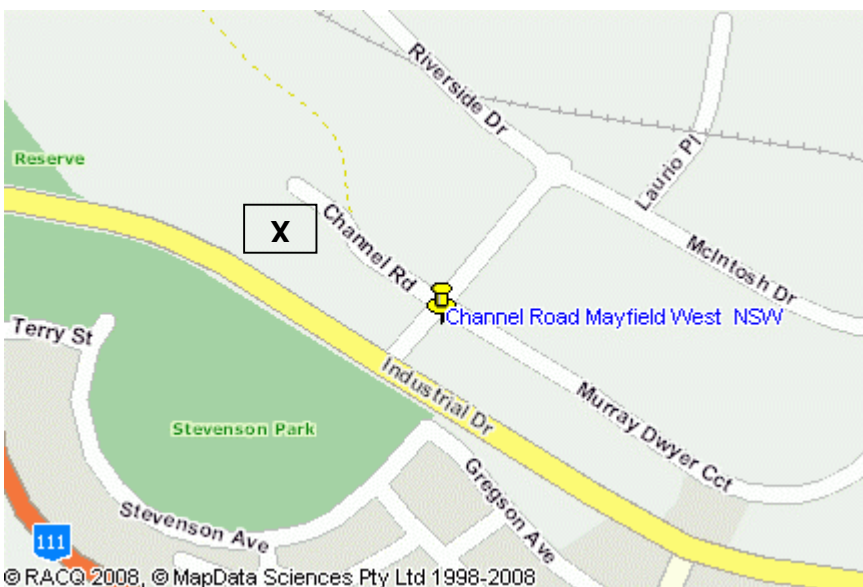 Riverside Dr
Laurio Pl
Reserve
X
Channel Rd
McIntosh Dr
Channel Road Mayfield West NSW
Terry St
Industrial Dr
Murray Dwyer Cct
Stevenson Park
Gregson Ave
Stevenson Ave
111
© RACQ 2008, © MapData Sciences Pty Ltd 1998-2008